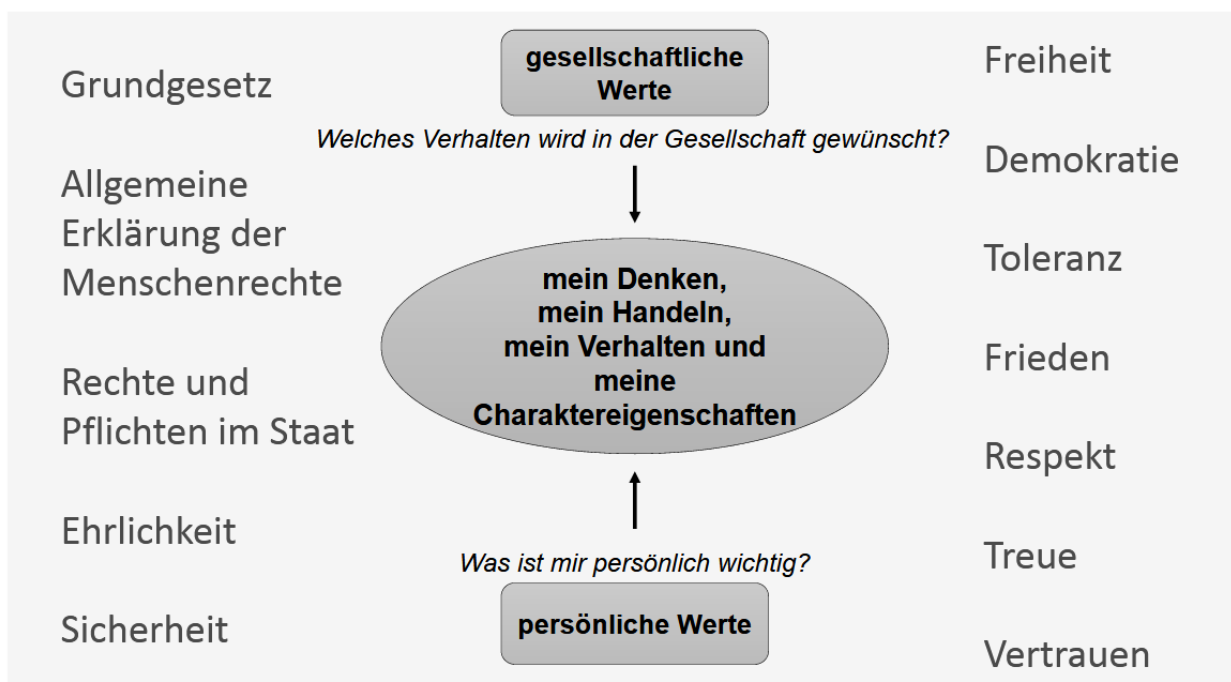 Grundgesetz
Allgemeine
Erklärung der
Menschenrechte
Rechte und
Pflichten im Staat
Ehrlichkeit
Sicherheit
gesellschaftliche
Werte
Welches Verhalten wird in der Gesellschaft gewünscht?
mein Denken,
mein Handeln,
mein Verhalten und
meine
Charaktereigenschaften
Was ist mir persönlich wichtig?
persönliche Werte
Freiheit
Demokratie
Toleranz
Frieden
Respekt
Treue
Vertrauen